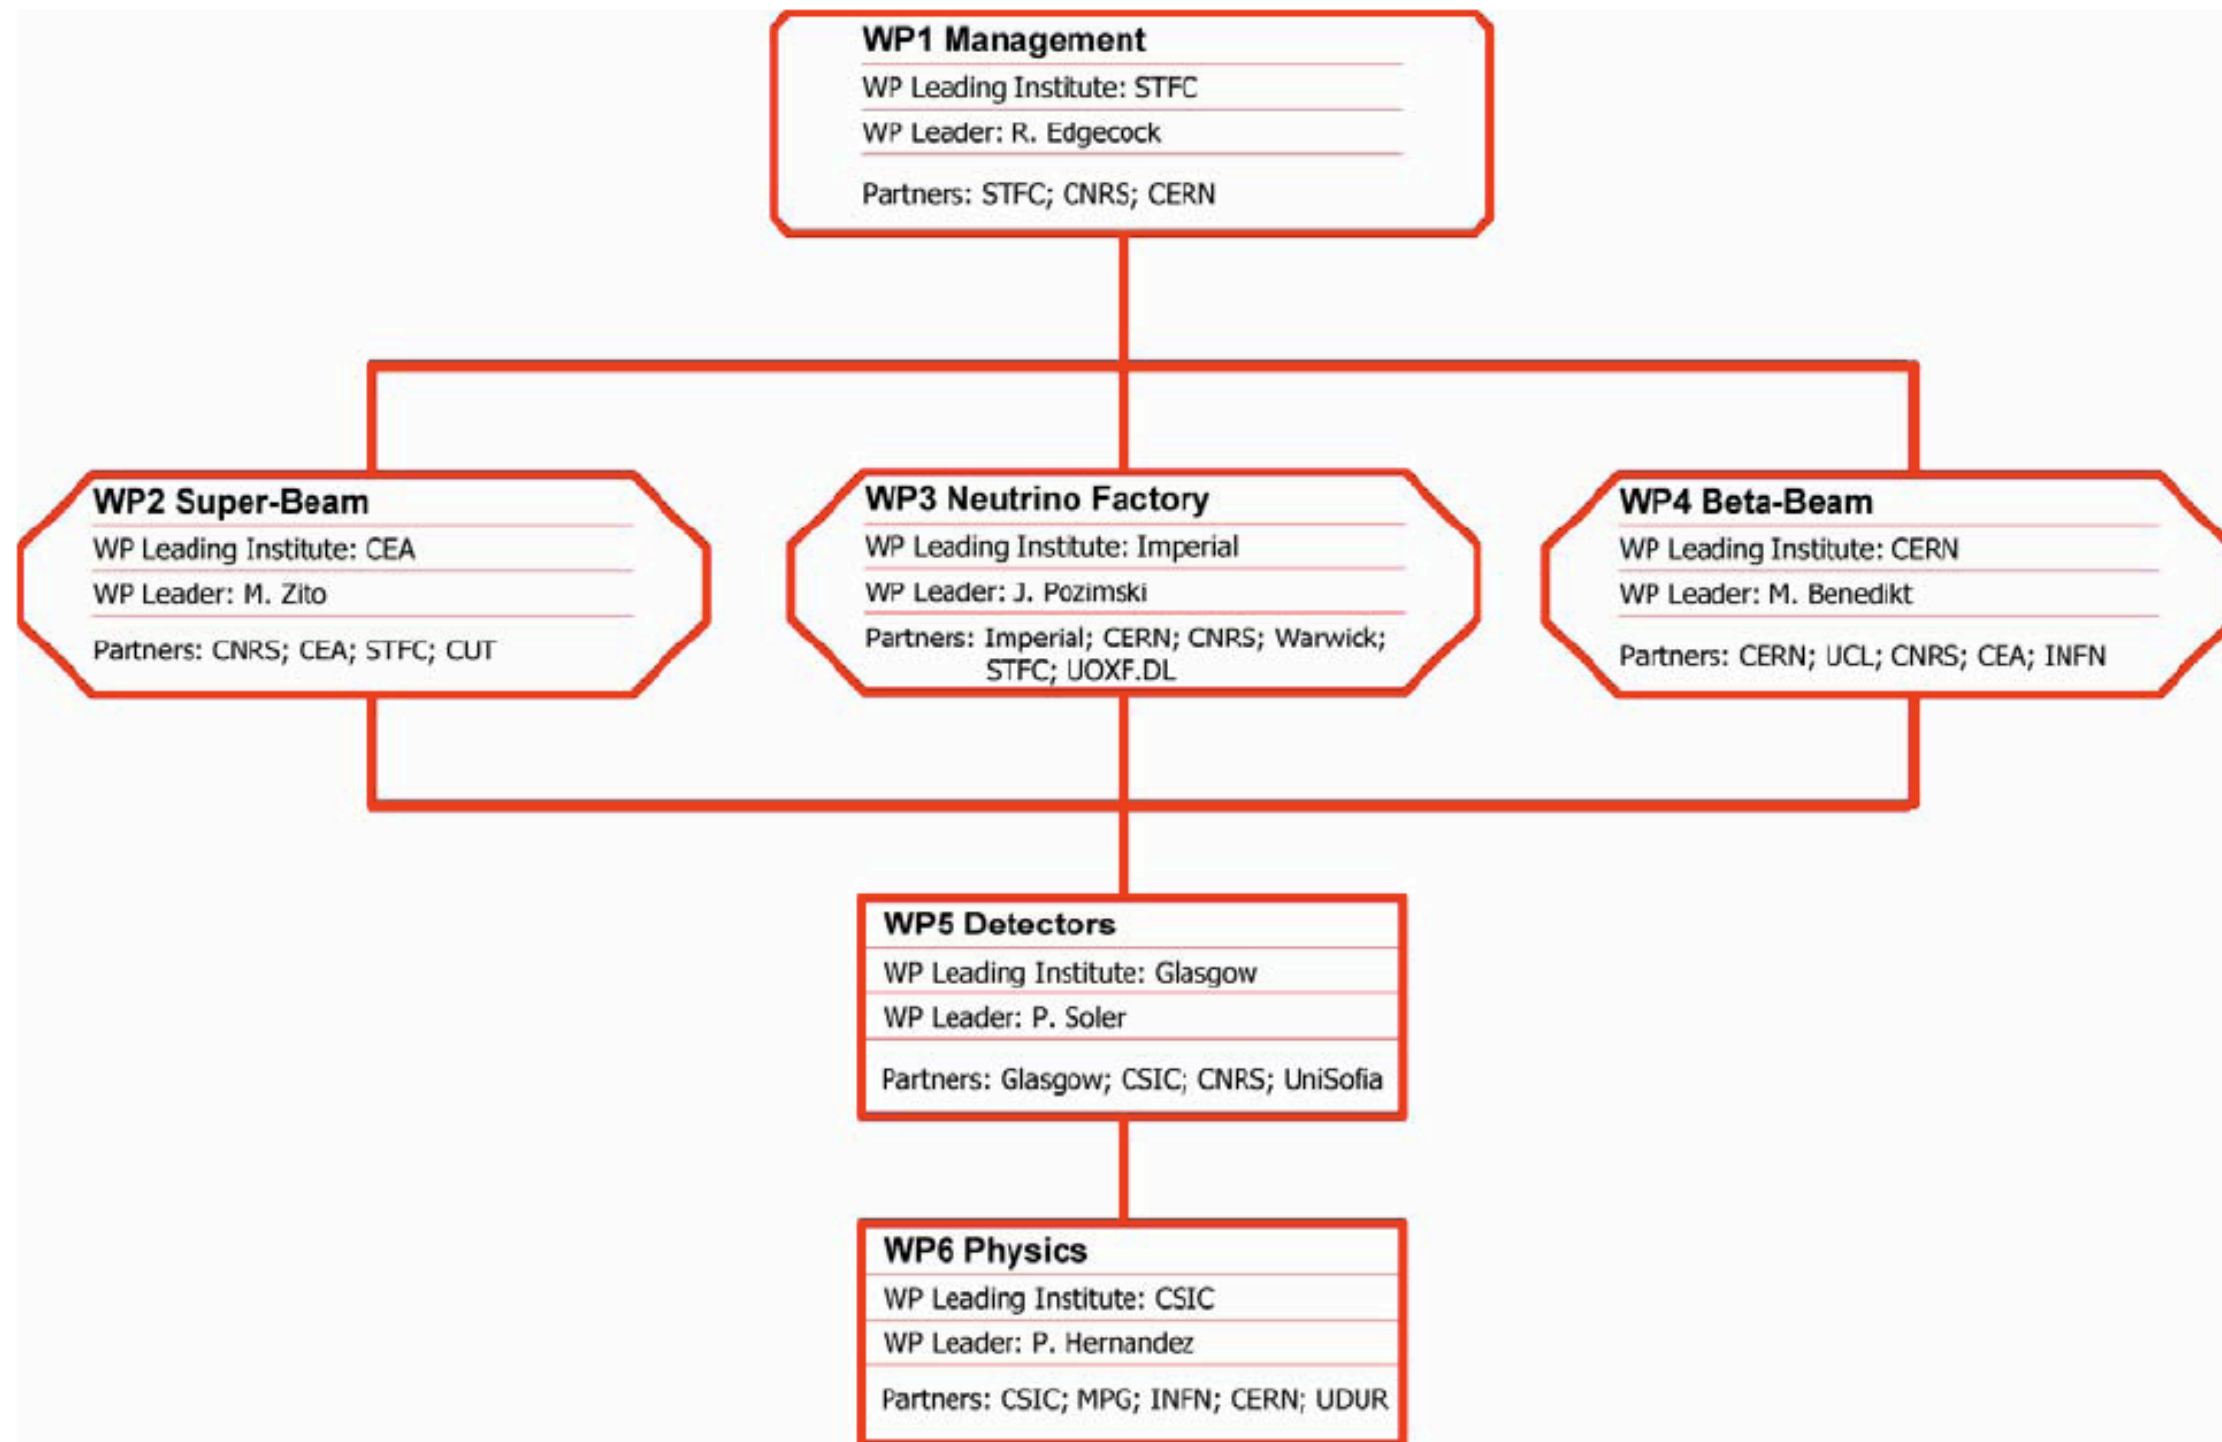 WP1 Management
WP Leading Institute: STFC
WP Leader: R. Edgecock
Partners: STFC; CNRS; CERN
WP2 Super-Beam
WP Leading Institute: CEA
WP Leader: M. Zito
Partners: CNRS; CEA; STFC; CUT
WP3 Neutrino Factory
WP Leading Institute: Imperial
WP Leader: J. Pozimski
Partners: Imperial; CERN; CNRS; Warwick;
STFC; UOXF.DL
WP4 Beta-Beam
WP Leading Institute: CERN
WP Leader: M. Benedikt
Partners: CERN; UCL; CNRS; CEA; INFN
WP5 Detectors
WP Leading Institute: Glasgow
WP Leader: P. Soler
Partners: Glasgow; CSIC; CNRS; UniSofia
WP6 Physics
WP Leading Institute: CSIC
WP Leader: P. Hernandez
Partners: CSIC; MPG; INFN; CERN; UDUR